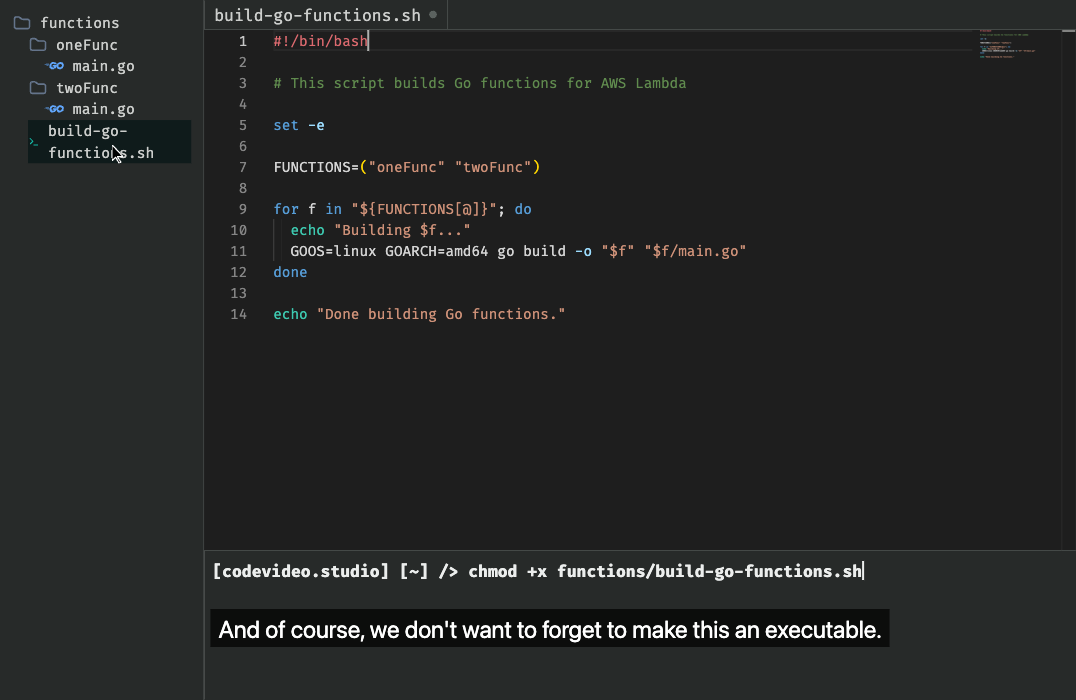 functions
oneFunc
GO main.go
twoFunc
GO main.go
build-go-
functions.sh
build-go-functions.sh
1 #!/bin/bash
2
3 # This script builds Go functions for AWS Lambda
4
5 set -e
6
7 FUNCTIONS=("oneFunc" "twoFunc")
8
9 for f in "${FUNCTIONS[@]}"; do
10 echo "Building $f..."
11 GOOS=linux GOARCH=amd64 go build -o "$f" "$f/main.go"
12 done
13
14 echo "Done building Go functions."
[codevideo.studio] [~] /> chmod +x functions/build-go-functions.sh
And of course, we don't want to forget to make this an executable.